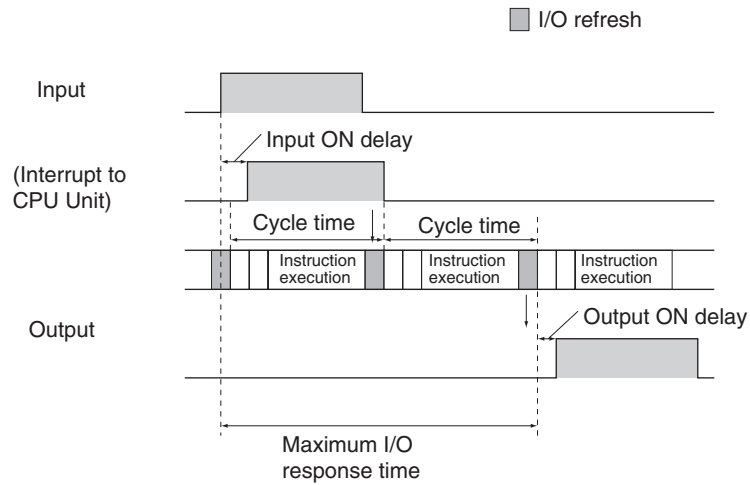 I/O refresh
Input
Input ON delay
(Interrupt to
CPU Unit)
Cycle time
Cycle time
Instruction
execution
Instruction
execution
Instruction
execution
Output
Output ON delay
Maximum I/O
response time